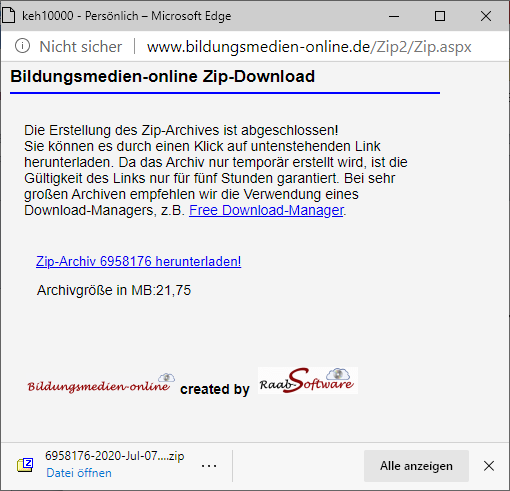 keh10000 - Persönlich – Microsoft Edge
Nicht sicher | www.bildungsmedien-online.de/Zip2/Zip.aspx
Bildungsmedien-online Zip-Download
Die Erstellung des Zip-Archives ist abgeschlossen!
Sie können es durch einen Klick auf untenstehenden Link
herunterladen. Da das Archiv nur temporär erstellt wird, ist die
Gültigkeit des Links nur für fünf Stunden garantiert. Bei sehr
großen Archiven empfehlen wir die Verwendung eines
Download-Managers, z.B. Free Download-Manager.
Zip-Archiv 6958176 herunterladen!
Archivgröße in MB:21,75
Bildungsmedien-online created by Raab-Software
6958176-2020-Jul-07....zip
Datei öffnen
Alle anzeigen